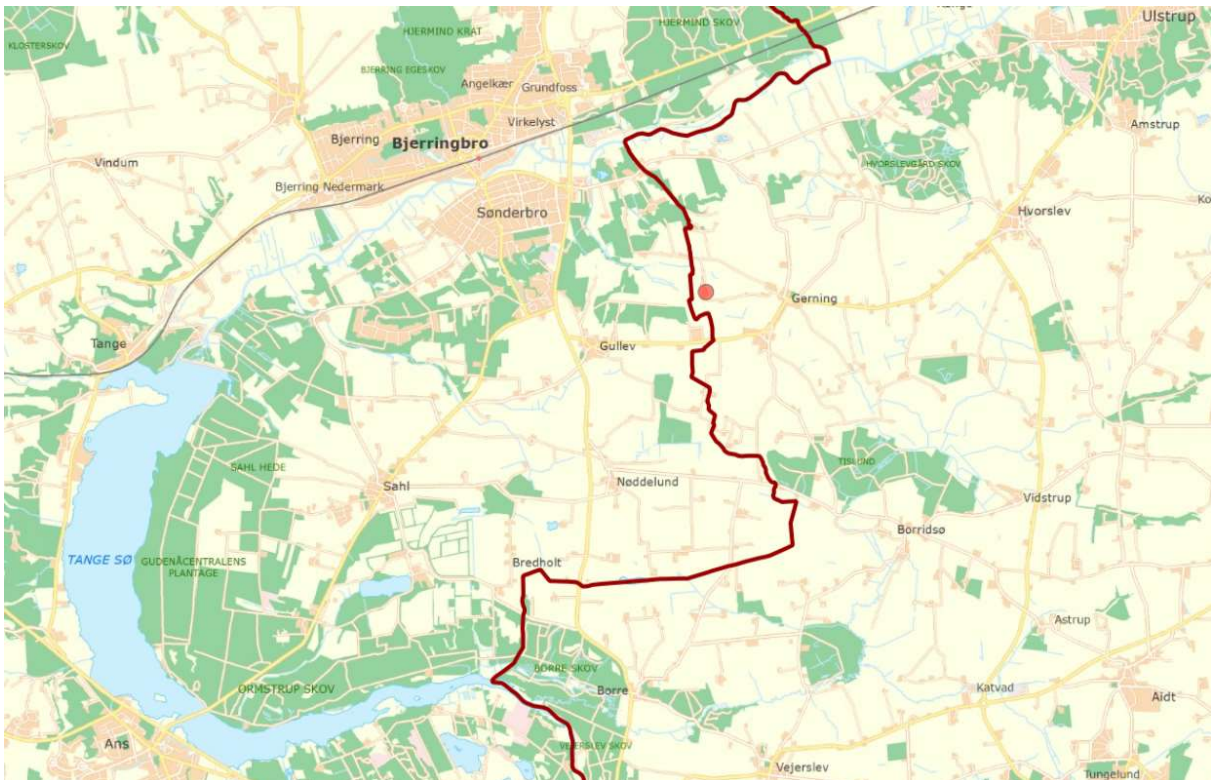 Ulstrup
KLOSTERSKOV
HJERMIND KRAT
HJERMIND SKOV
BJERRING EGESKOV
Angelkær
Grundfoss
Virkelyst
Amstrup
Bjerring
Bjerringbro
Vindum
HVORSLEVGÅRD SKOV
Bjerring Nedermark
Sønderbro
Hvorslev
Ko
Gerning
Tange
Gullev
SAHL HEDE
TISLUND
Sahl
Nøddelund
Vidstrup
Borridsø
TANGE SØ
GUDENÅCENTRALENS
PLANTAGE
Bredholt
Astrup
BORRE SKOV
ORMSTRUP SKOV
Borre
Katvad
Aidt
Ans
VEJERSLEV SKOV
Vejerslev
Tungelund